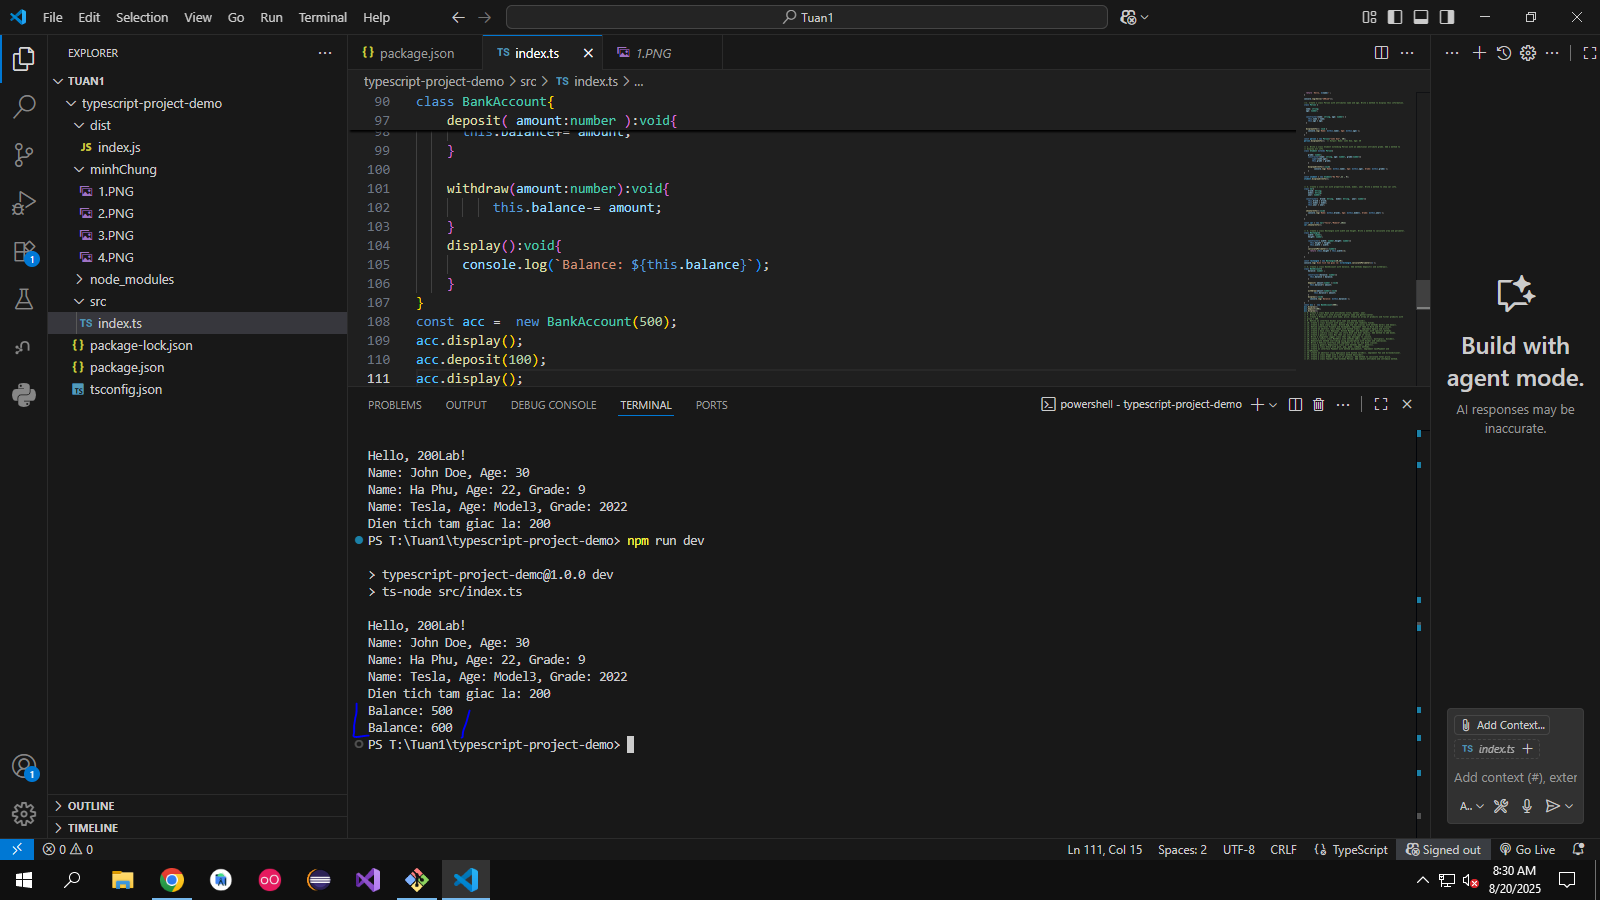 File Edit Selection View Go Run Terminal Help
Tuan1
EXPLORER
TUAN1
typescript-project-demo
dist
JS index.js
minhChung
1.PNG
2.PNG
3.PNG
4.PNG
node_modules
src
TS index.ts
{} package-lock.json
{} package.json
TS tsconfig.json
OUTLINE
TIMELINE
{} package.json
TS index.ts
1.PNG
typescript-project-demo > src > TS index.ts > ...
90 class BankAccount{
97 deposit( amount:number ):void{
98 this.balance+= amount;
99 }
100
101 withdraw(amount:number):void{
102 this.balance-= amount;
103 }
104 display():void{
105 console.log(`Balance: ${this.balance}`);
106 }
107 }
108 const acc =  new BankAccount(500);
109 acc.display();
110 acc.deposit(100);
111 acc.display();
PROBLEMS OUTPUT DEBUG CONSOLE TERMINAL PORTS
powershell - typescript-project-demo
Hello, 200Lab!
Name: John Doe, Age: 30
Name: Ha Phu, Age: 22, Grade: 9
Name: Tesla, Age: Model3, Grade: 2022
Dien tich tam giac la: 200
PS T:\Tuan1\typescript-project-demo> npm run dev
> typescript-project-demo@1.0.0 dev
> ts-node src/index.ts
Hello, 200Lab!
Name: John Doe, Age: 30
Name: Ha Phu, Age: 22, Grade: 9
Name: Tesla, Age: Model3, Grade: 2022
Dien tich tam giac la: 200
Balance: 500
Balance: 600
PS T:\Tuan1\typescript-project-demo>
Build with
agent mode.
AI responses may be
inaccurate.
Add Context...
TS index.ts +
Add context (#), exter
A..
1
1
0 0
Ln 111, Col 15 Spaces: 2 UTF-8 CRLF {} TypeScript Signed out Go Live
8:30 AM
8/20/2025